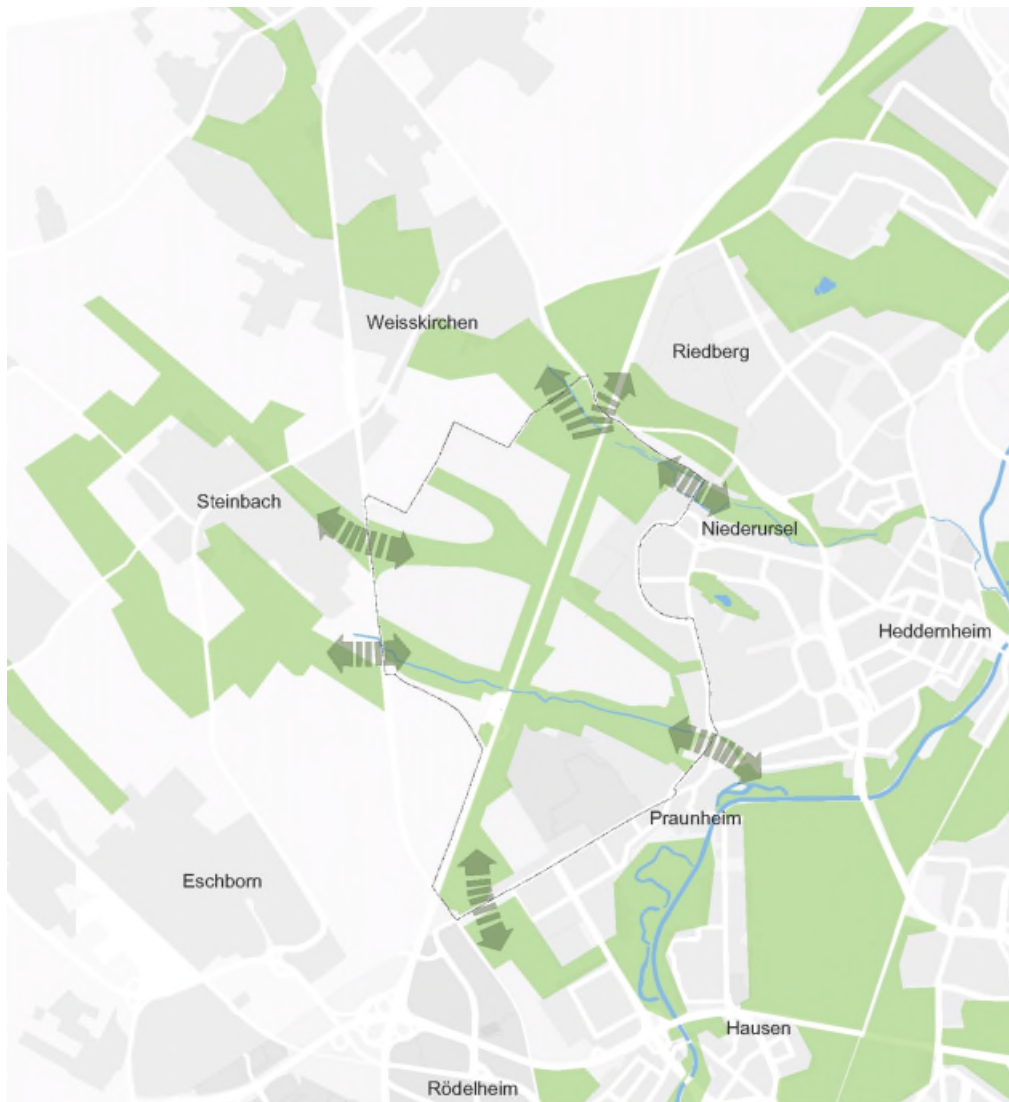 Weisskirchen
Riedberg
Steinbach
Niederursel
Heddernheim
Praunheim
Eschborn
Hausen
Rödelheim